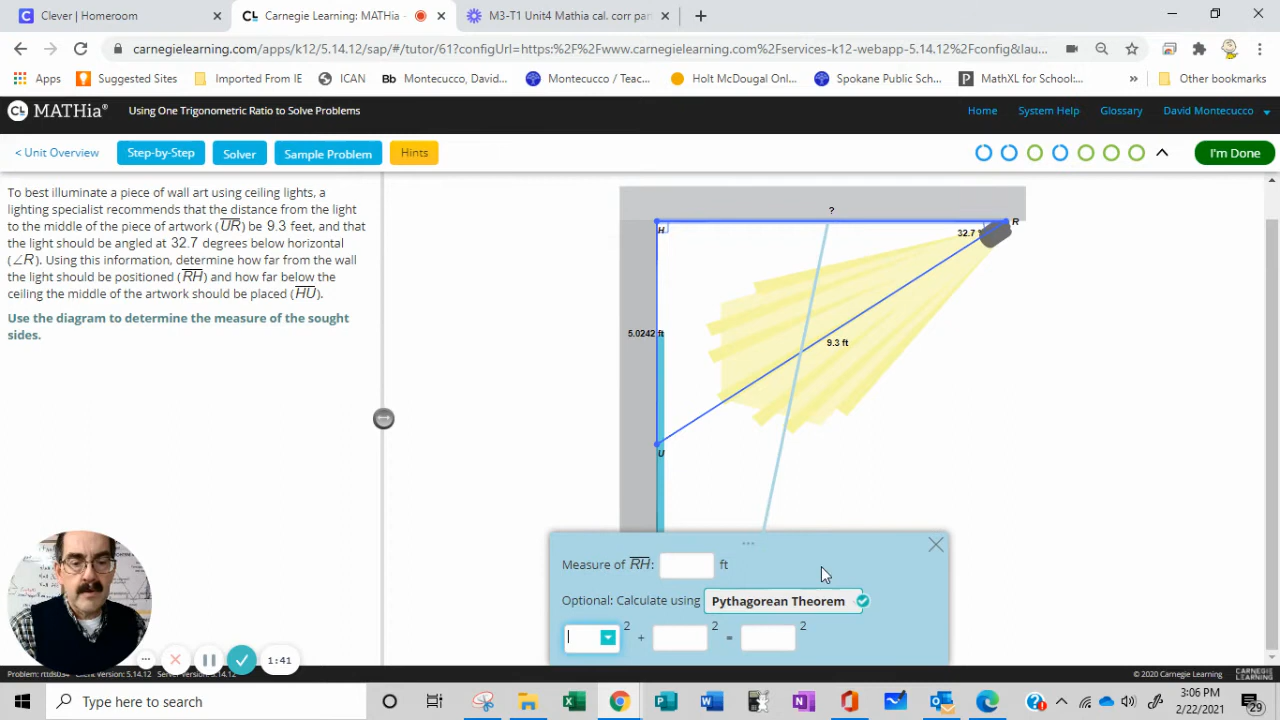 Clever | Homeroom
Carnegie Learning: MATHia -
M3-T1 Unit4 Mathia cal. corr par
carnegielearning.com/apps/k12/5.14.12/sap/#/tutor/61?configUrl=https:%2F%2Fwww.carnegielearning.com%2Fservices-k12-webapp-5.14.12%2Fconfig&lau...
Apps
Suggested Sites
Imported From IE
ICAN
Bb Montecucco, David...
Montecucco / Teac...
Holt McDougal Onl...
Spokane Public Sch...
MathXL for School:...
»
Other bookmarks
CL MATHia®
Using One Trigonometric Ratio to Solve Problems
Home
System Help
Glossary
David Montecucco
< Unit Overview
Step-by-Step
Solver
Sample Problem
Hints
I'm Done
To best illuminate a piece of wall art using ceiling lights, a
lighting specialist recommends that the distance from the light
to the middle of the piece of artwork (UR) be 9.3 feet, and that
the light should be angled at 32.7 degrees below horizontal
(∠R). Using this information, determine how far from the wall
the light should be positioned (RH) and how far below the
ceiling the middle of the artwork should be placed (HU).
Use the diagram to determine the measure of the sought
sides.
?
H
R
32.7
5.0242 ft
9.3 ft
U
Measure of RH: ft
Optional: Calculate using Pythagorean Theorem
2 + 2 = 2
1:41
© 2020 Carnegie Learning
CARNEGIE
LEARNING
Type here to search
3:06 PM
2/22/2021
29